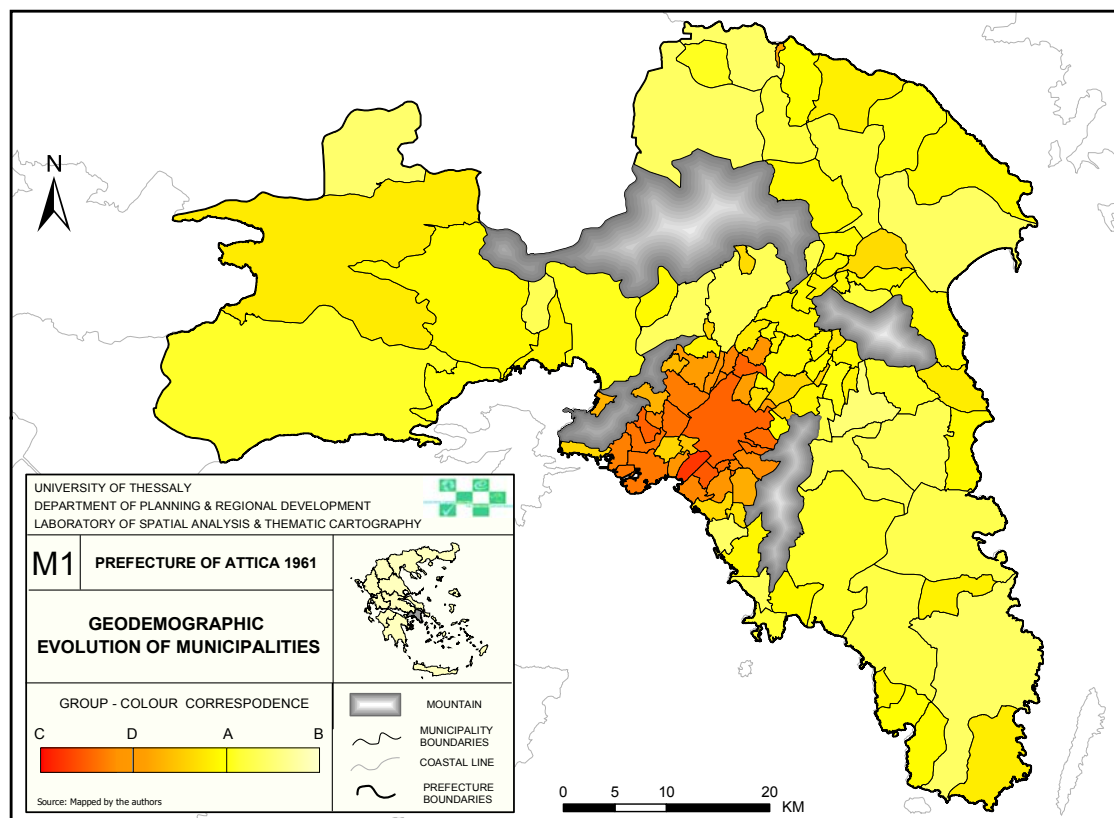 N
UNIVERSITY OF THESSALY
DEPARTMENT OF PLANNING & REGIONAL DEVELOPMENT
LABORATORY OF SPATIAL ANALYSIS & THEMATIC CARTOGRAPHY
M1
PREFECTURE OF ATTICA 1961
GEODEMOGRAPHIC
EVOLUTION OF MUNICIPALITIES
GROUP - COLOUR CORRESPODENCE
C D A B
Source: Mapped by the authors
MOUNTAIN
MUNICIPALITY
BOUNDARIES
COASTAL LINE
PREFECTURE
BOUNDARIES
0 5 10 20
KM